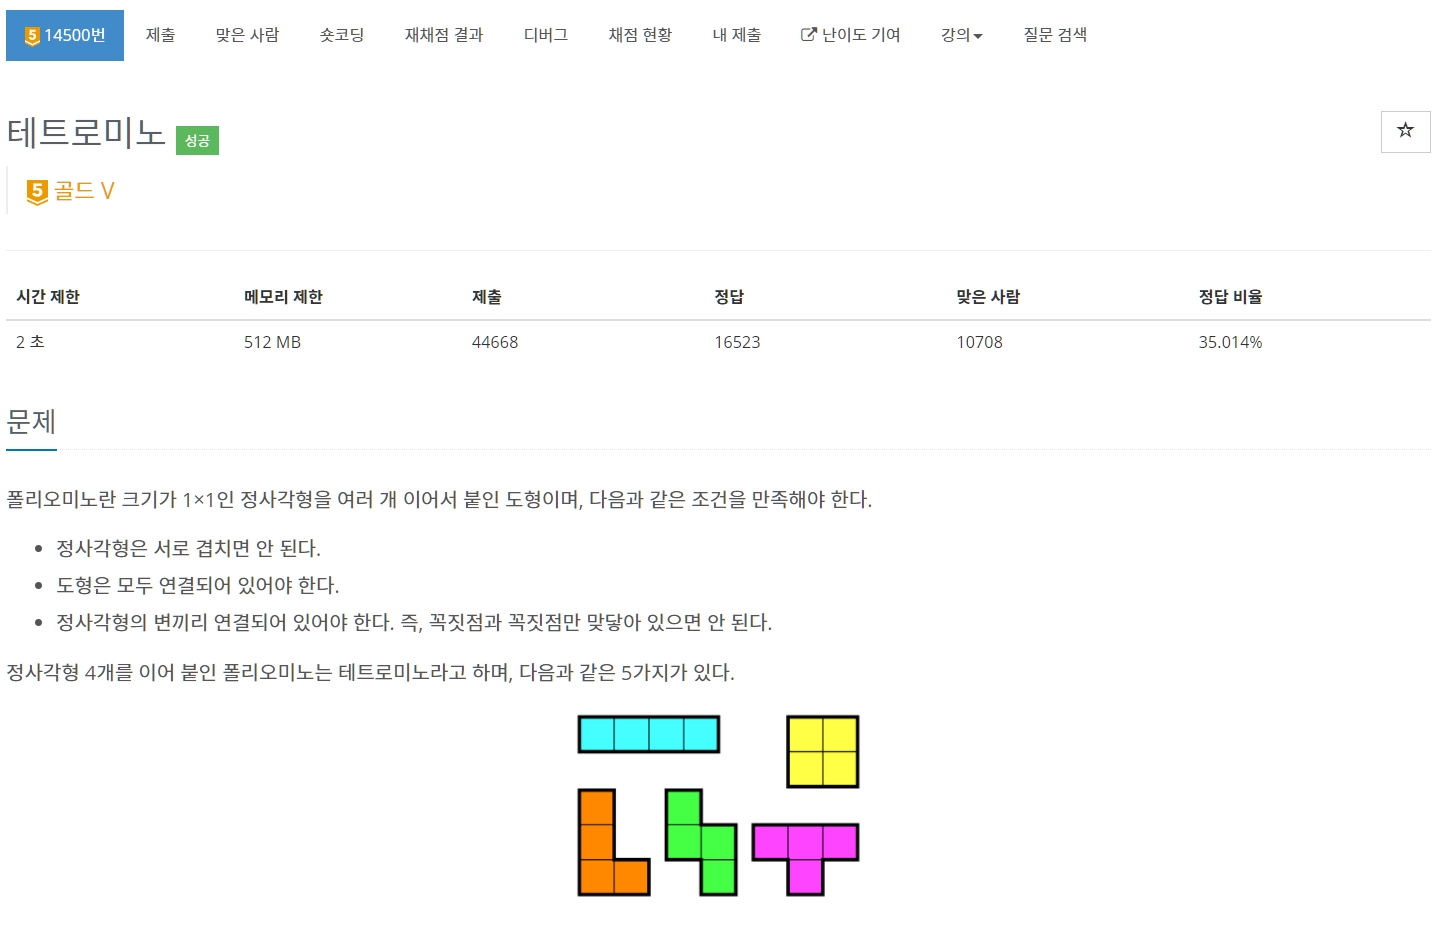 5 14500번 제출 맞은 사람 숏코딩 재채점 결과 디버그 채점 현황 내 제출 난이도 기여 강의 질문 검색
테트로미노 성공
5 골드 V
시간 제한 메모리 제한 제출 정답 맞은 사람 정답 비율
2 초 512 MB 44668 16523 10708 35.014%
문제
폴리오미노란 크기가 1×1인 정사각형을 여러 개 이어서 붙인 도형이며, 다음과 같은 조건을 만족해야 한다.
• 정사각형은 서로 겹치면 안 된다.
• 도형은 모두 연결되어 있어야 한다.
• 정사각형의 변끼리 연결되어 있어야 한다. 즉, 꼭짓점과 꼭짓점만 맞닿아 있으면 안 된다.
정사각형 4개를 이어 붙인 폴리오미노는 테트로미노라고 하며, 다음과 같은 5가지가 있다.